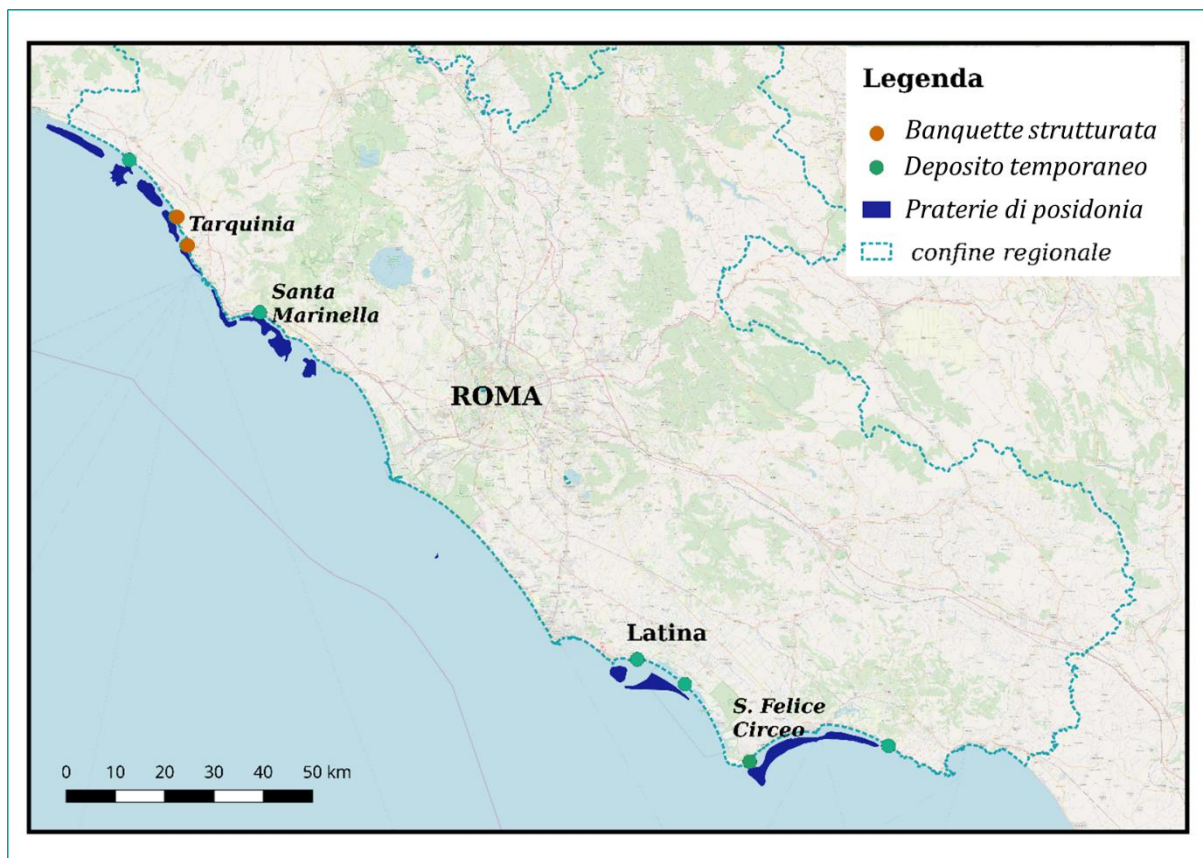 Legenda
Banquette strutturata
Deposito temporaneo
Praterie di posidonia
confine regionale
Tarquinia
Santa
Marinella
ROMA
Latina
S. Felice
Circeo
0 10 20 30 40 50 km